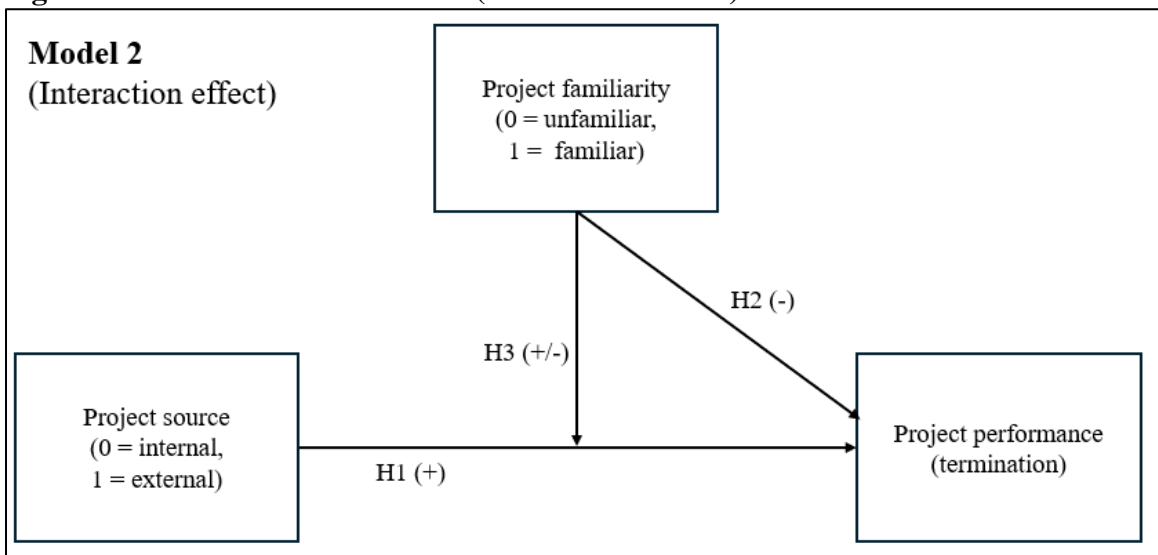 Model 2
(Interaction effect)
Project familiarity
(0 = unfamiliar,
1 = familiar)
H2 (-)
H3 (+/-)
Project source
(0 = internal,
1 = external)
H1 (+)
Project performance
(termination)